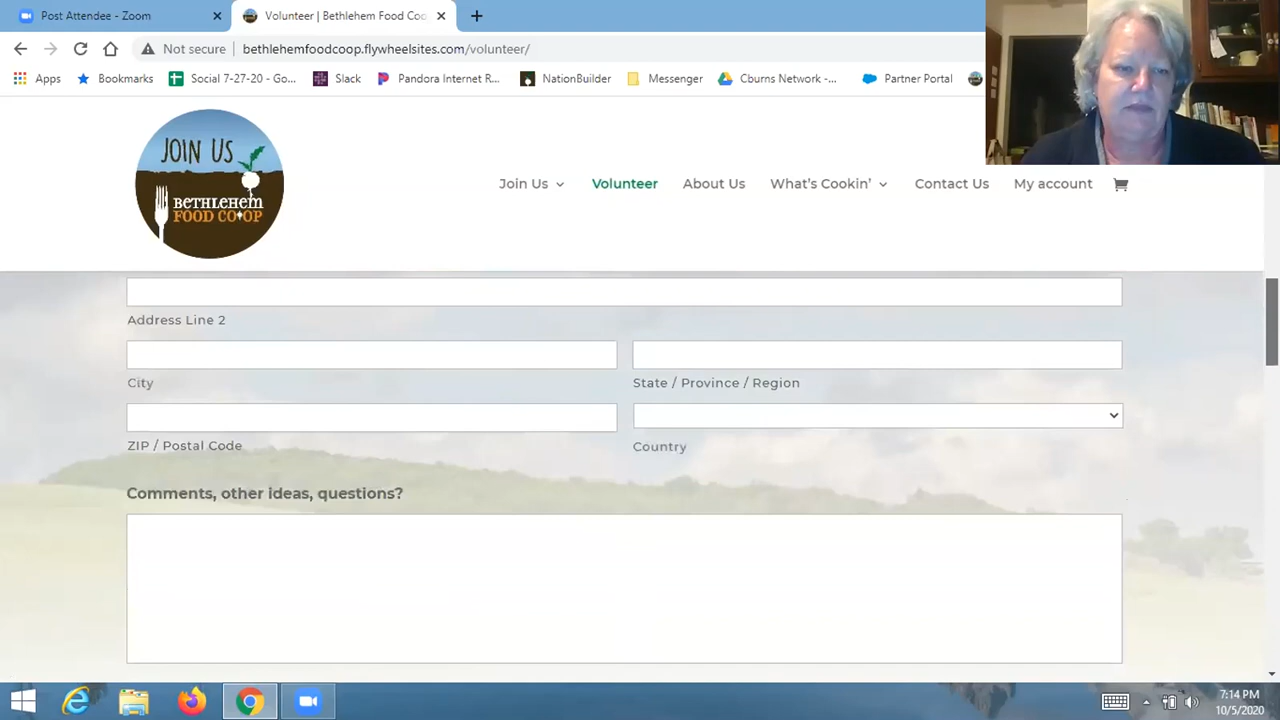 Post Attendee - Zoom
Volunteer | Bethlehem Food Coo
Not secure
bethlehemfoodcoop.flywheelsites.com/volunteer/
Apps
Bookmarks
Social 7-27-20 - Go...
Slack
Pandora Internet R...
NationBuilder
Messenger
Cburns Network -...
Partner Portal
JOIN US
BETHLEHEM
FOOD CO-OP
Join Us
Volunteer
About Us
What's Cookin'
Contact Us
My account
Address Line 2
City
State / Province / Region
ZIP / Postal Code
Country
Comments, other ideas, questions?
7:14 PM
10/5/2020